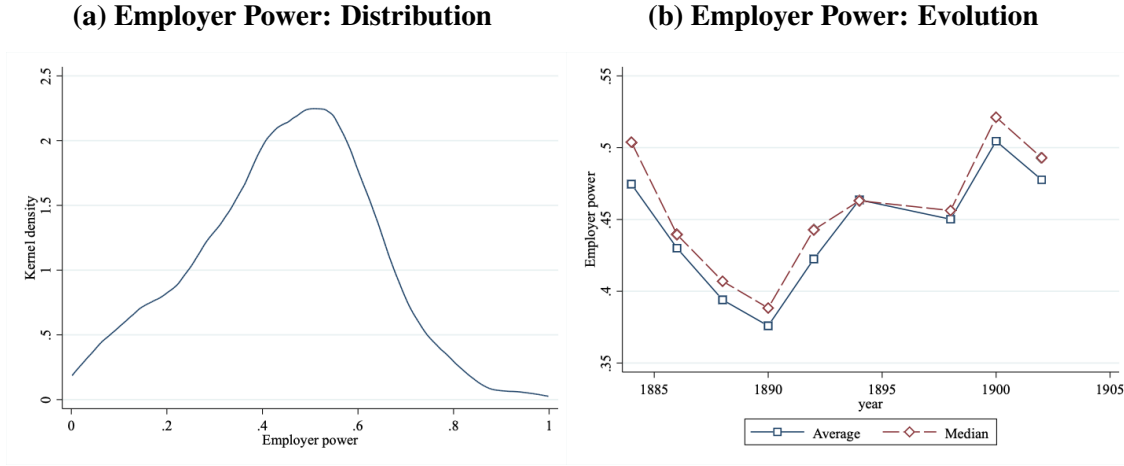 (a) Employer Power: Distribution
2.5
2
1.5
1
.5
0
Kernel density
0 .2 .4 .6 .8 1
Employer power
(b) Employer Power: Evolution
.55
.5
.45
.4
.35
Employer power
1885 1890 1895 1900 1905
year
Average Median